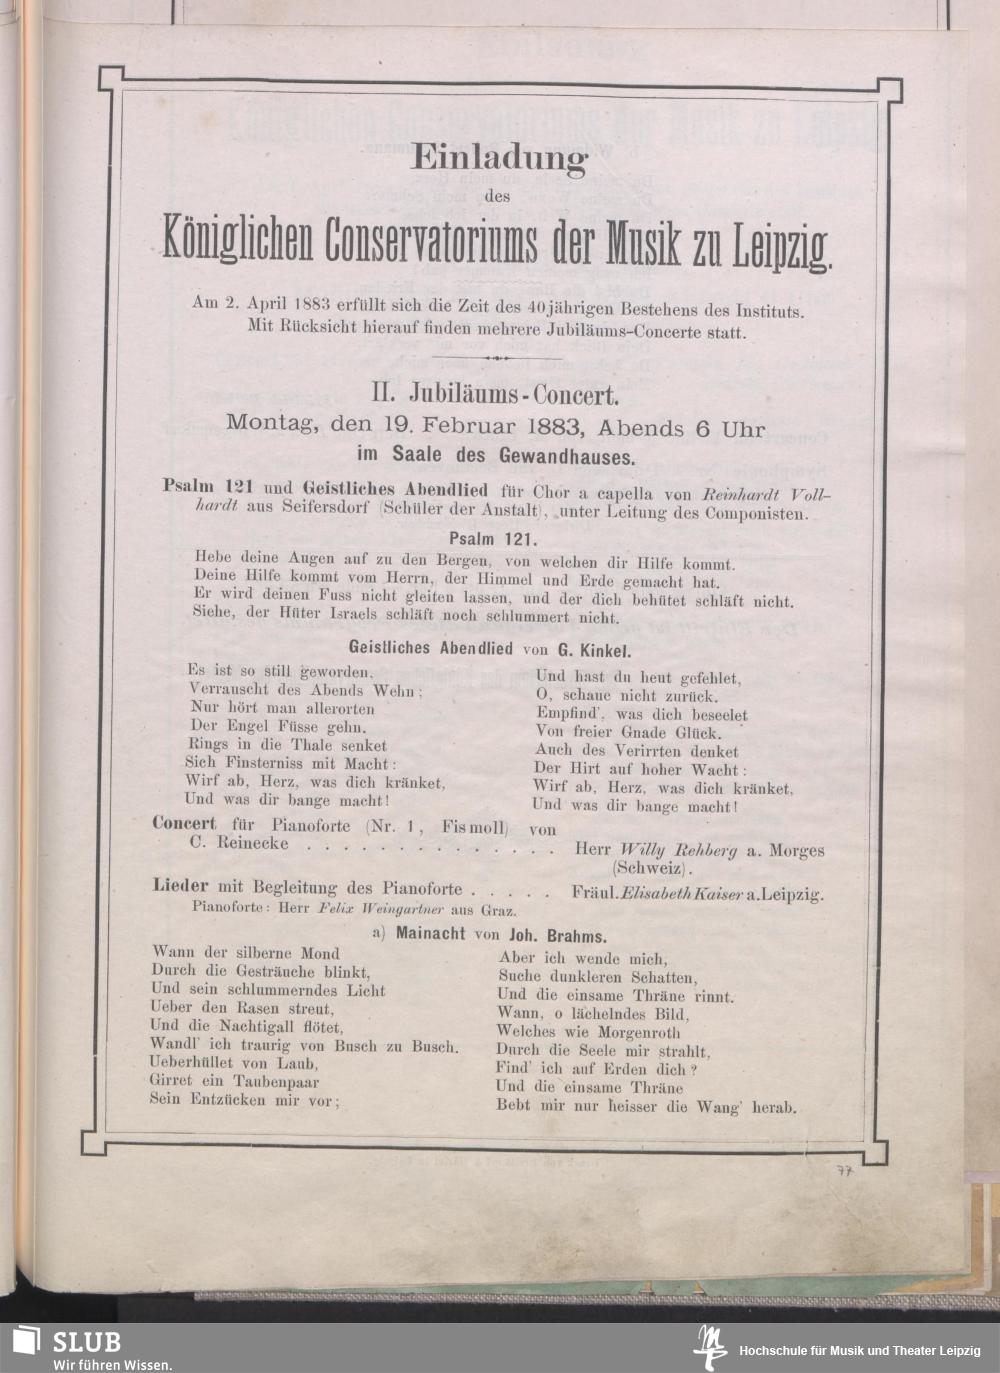 Einladung
des
Königlichen Conservatoriums der Musik zu Leipzig.
Am 2. April 1883 erfüllt sich die Zeit des 40jährigen Bestehens des Instituts.
Mit Rücksicht hierauf finden mehrere Jubiläums-Concerte statt.
II. Jubiläums-Concert.
Montag, den 19. Februar 1883, Abends 6 Uhr
im Saale des Gewandhauses.
Psalm 121 und Geistliches Abendlied für Chor a capella von Reinhardt Voll-
hardt aus Seifersdorf (Schüler der Anstalt), unter Leitung des Componisten.
Psalm 121.
Hebe deine Augen auf zu den Bergen, von welchen dir Hilfe kommt.
Deine Hilfe kommt vom Herrn, der Himmel und Erde gemacht hat.
Er wird deinen Fuss nicht gleiten lassen, und der dich behütet schläft nicht.
Siehe, der Hüter Israels schläft noch schlummert nicht.
Geistliches Abendlied von G. Kinkel.
Es ist so still geworden,
Verrauscht des Abends Wehn;
Nur hört man allerorten
Der Engel Füsse gehn.
Rings in die Thale senket
Sich Finsterniss mit Macht:
Wirf ab, Herz, was dich kränket,
Und was dir bange macht!
Und hast du heut gefehlet,
O, schaue nicht zurück.
Empfind', was dich beseelet
Von freier Gnade Glück.
Auch des Verirrten denket
Der Hirt auf hoher Wacht:
Wirf ab, Herz, was dich kränket,
Und was dir bange macht!
Concert für Pianoforte (Nr. 1, Fis moll) von
C. Reinecke . . . . . . . . . . . . . . Herr Willy Rehberg a. Morges
(Schweiz).
Lieder mit Begleitung des Pianoforte . . . . . Fräul. Elisabeth Kaiser a. Leipzig.
Pianoforte: Herr Felix Weingartner aus Graz.
a) Mainacht von Joh. Brahms.
Wann der silberne Mond
Durch die Gesträuche blinkt,
Und sein schlummerndes Licht
Ueber den Rasen streut,
Und die Nachtigall flötet,
Wandl' ich traurig von Busch zu Busch.
Ueberhüllet von Laub,
Girret ein Taubenpaar
Sein Entzücken mir vor;
Aber ich wende mich,
Suche dunkleren Schatten,
Und die einsame Thräne rinnt.
Wann, o lächelndes Bild,
Welches wie Morgenroth
Durch die Seele mir strahlt,
Find' ich auf Erden dich?
Und die einsame Thräne
Bebt mir nur heisser die Wang' herab.
77
SLUB
Wir führen Wissen.
Hochschule für Musik und Theater Leipzig